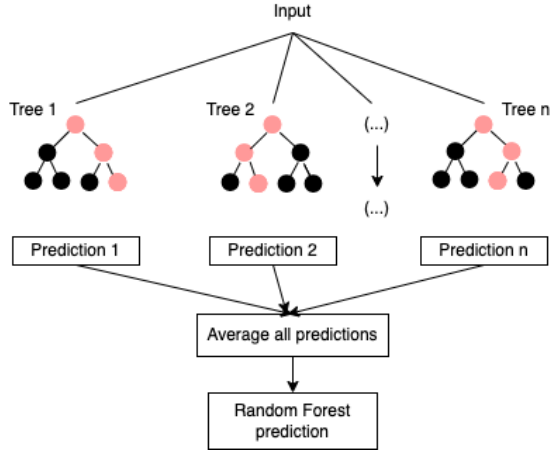 Input
Tree 1
Tree 2
(...)
Tree n
(...)
Prediction 1
Prediction 2
Prediction n
Average all predictions
Random Forest
prediction